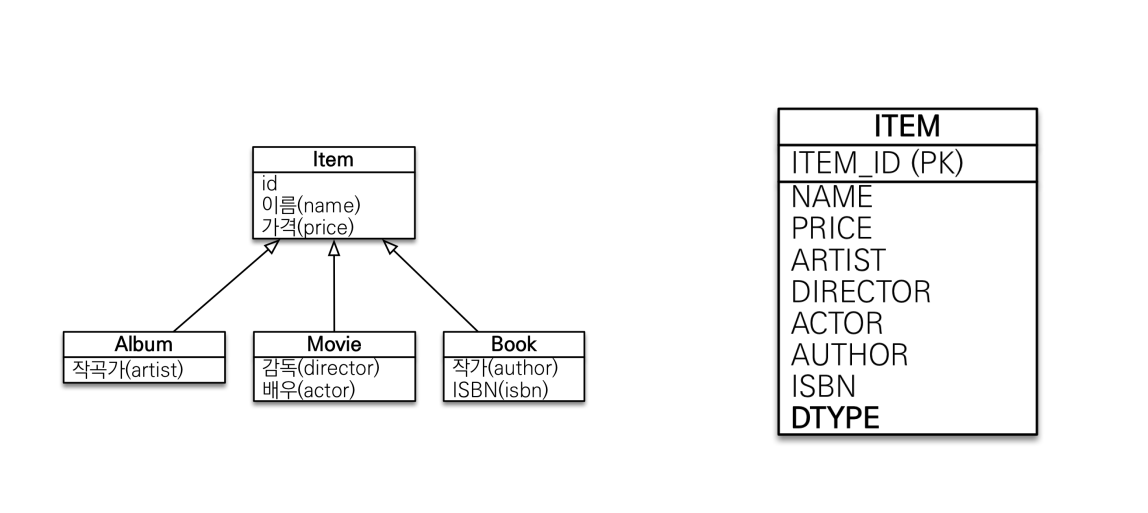 Item
id
이름(name)
가격(price)
Album
작곡가(artist)
Movie
감독(director)
배우(actor)
Book
작가(author)
ISBN(isbn)
ITEM
ITEM_ID (PK)
NAME
PRICE
ARTIST
DIRECTOR
ACTOR
AUTHOR
ISBN
DTYPE